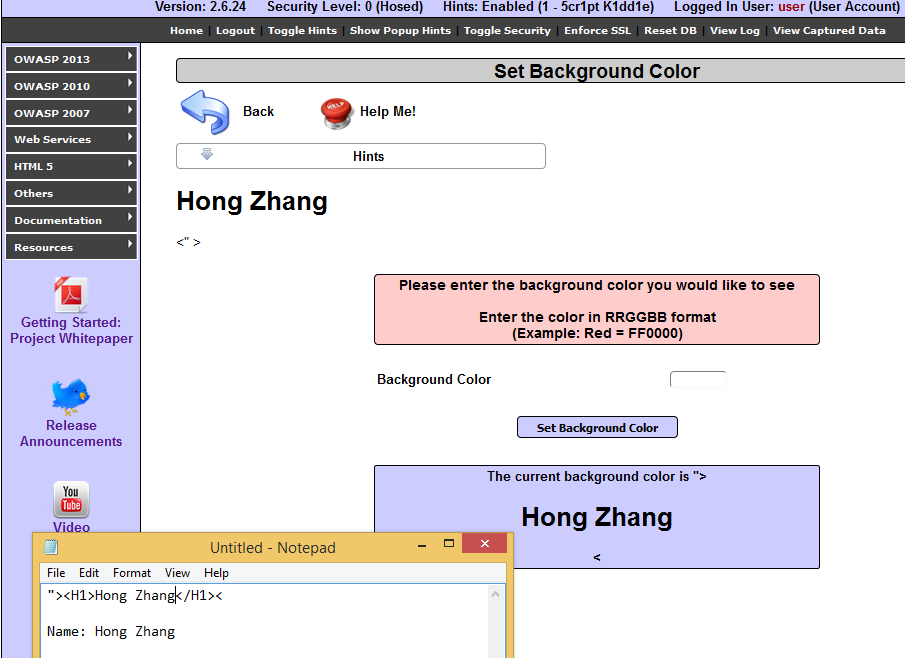 Version: 2.6.24 Security Level: 0 (Hosed) Hints: Enabled (1 - 5cr1pt K1dd1e) Logged In User: user (User Account)
Home | Logout | Toggle Hints | Show Popup Hints | Toggle Security | Enforce SSL | Reset DB | View Log | View Captured Data
OWASP 2013
OWASP 2010
OWASP 2007
Web Services
HTML 5
Others
Documentation
Resources
Getting Started:
Project Whitepaper
Release
Announcements
You
Tube
Video
Set Background Color
Back
HELP
Help Me!
Hints
Hong Zhang
<" >
Please enter the background color you would like to see
Enter the color in RRGGBB format
(Example: Red = FF0000)
Background Color
Set Background Color
The current background color is ">
Hong Zhang
<
Untitled - Notepad
File Edit Format View Help
"><H1>Hong Zhang</H1><
Name: Hong Zhang